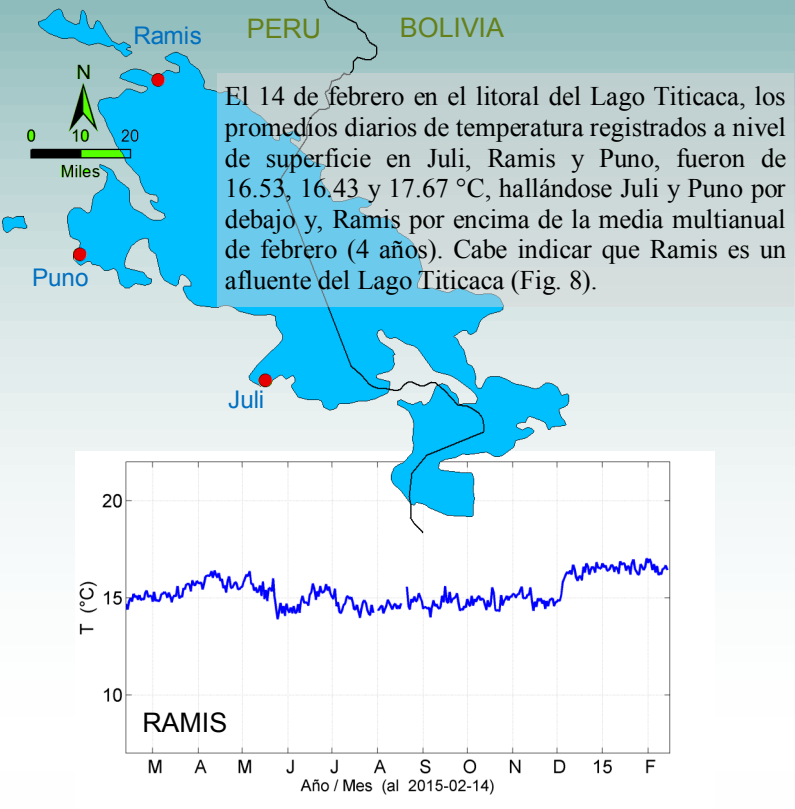 PERU BOLIVIA
Ramis
N
0 10 20
Miles
El 14 de febrero en el litoral del Lago Titicaca, los
promedios diarios de temperatura registrados a nivel
de superficie en Juli, Ramis y Puno, fueron de
16.53, 16.43 y 17.67 °C, hallándose Juli y Puno por
debajo y, Ramis por encima de la media multianual
de febrero (4 años). Cabe indicar que Ramis es un
afluente del Lago Titicaca (Fig. 8).
Puno
Juli
20
15
10
T (°C)
RAMIS
M A M J J A S O N D 15 F
Año / Mes (al 2015-02-14)